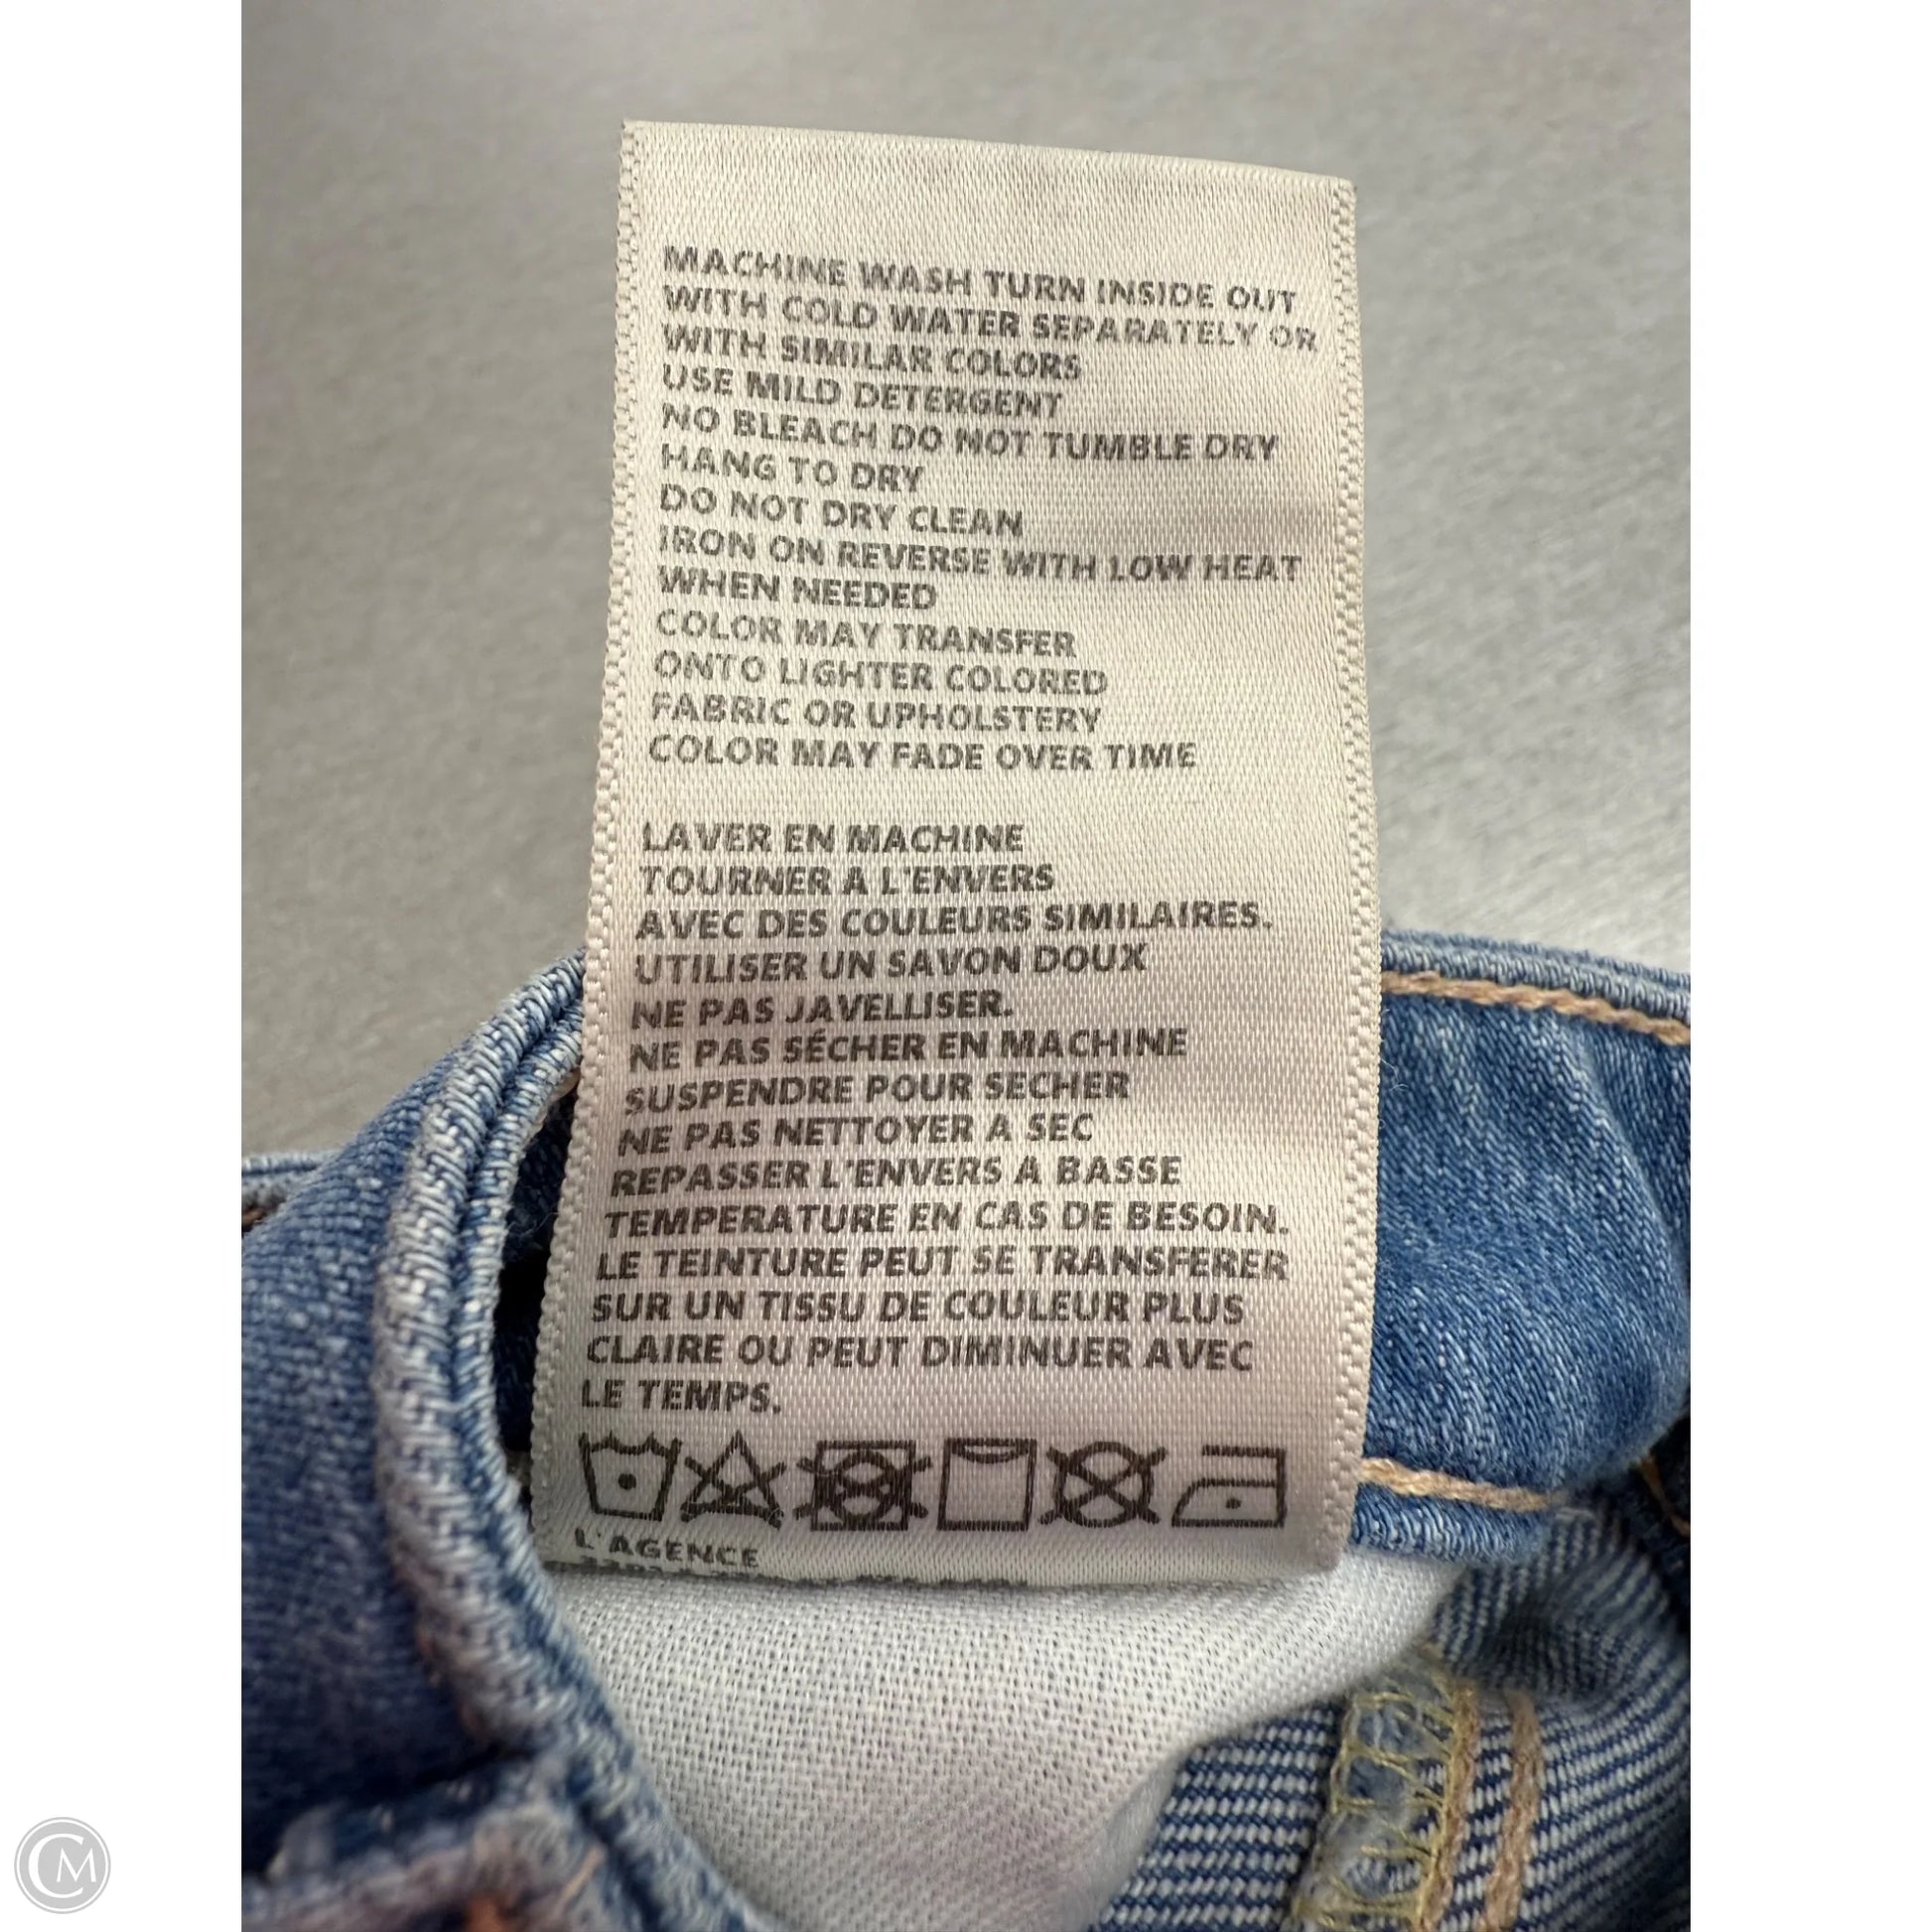 MACHINE WASH TURN INSIDE OUT
WITH COLD WATER SEPARATELY OR
WITH SIMILAR COLORS
USE MILD DETERGENT
NO BLEACH DO NOT TUMBLE DRY
HANG TO DRY
DO NOT DRY CLEAN
IRON ON REVERSE WITH LOW HEAT
WHEN NEEDED
COLOR MAY TRANSFER
ONTO LIGHTER COLORED
FABRIC OR UPHOLSTERY
COLOR MAY FADE OVER TIME
LAVER EN MACHINE
TOURNER A L'ENVERS
AVEC DES COULEURS SIMILAIRES.
UTILISER UN SAVON DOUX
NE PAS JAVELLISER.
NE PAS SÉCHER EN MACHINE
SUSPENDRE POUR SECHER
NE PAS NETTOYER A SEC
REPASSER L'ENVERS A BASSE
TEMPERATURE EN CAS DE BESOIN.
LE TEINTURE PEUT SE TRANSFERER
SUR UN TISSU DE COULEUR PLUS
CLAIRE OU PEUT DIMINUER AVEC
LE TEMPS.
L'AGENCE
CM